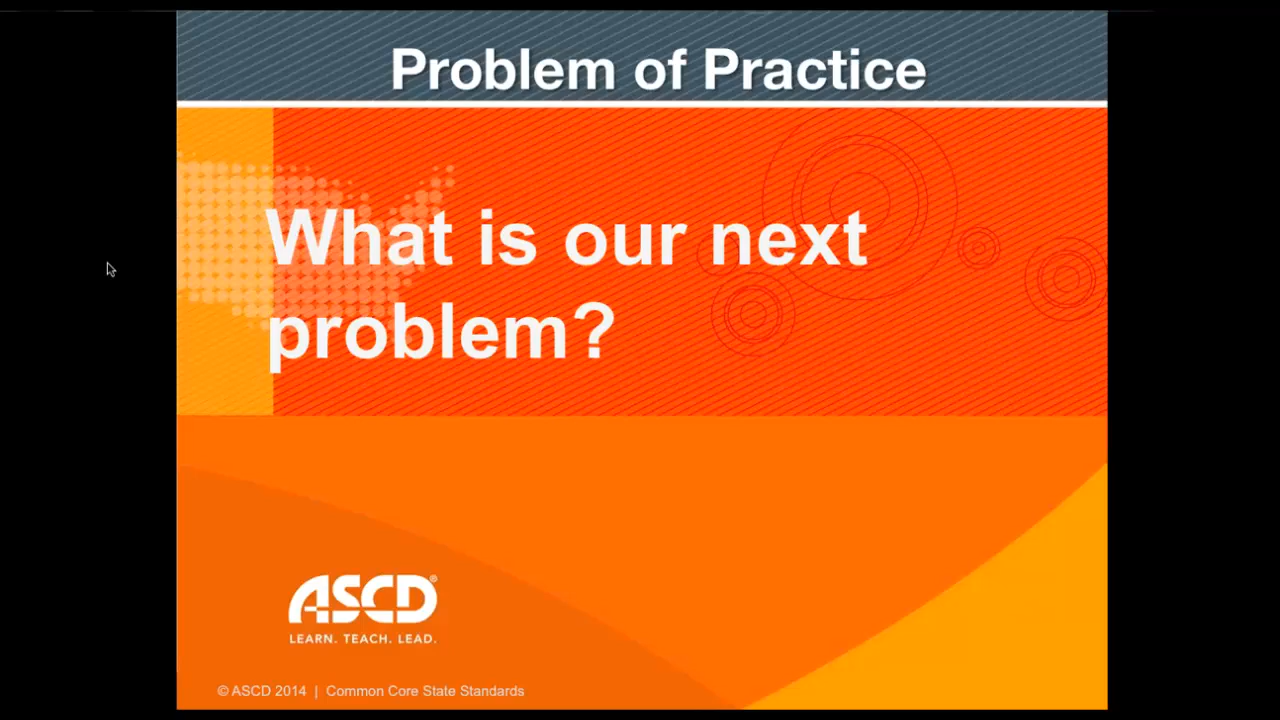 Problem of Practice
What is our next
problem?
ASCD®
LEARN. TEACH. LEAD.
© ASCD 2014 | Common Core State Standards